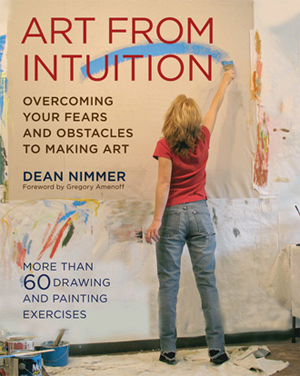 ART FROM
INTUITION
OVERCOMING
YOUR FEARS
AND OBSTACLES
TO MAKING ART
DEAN NIMMER
Foreword by Gregory Amenoff
MORE THAN
60 DRAWING
AND PAINTING
EXERCISES